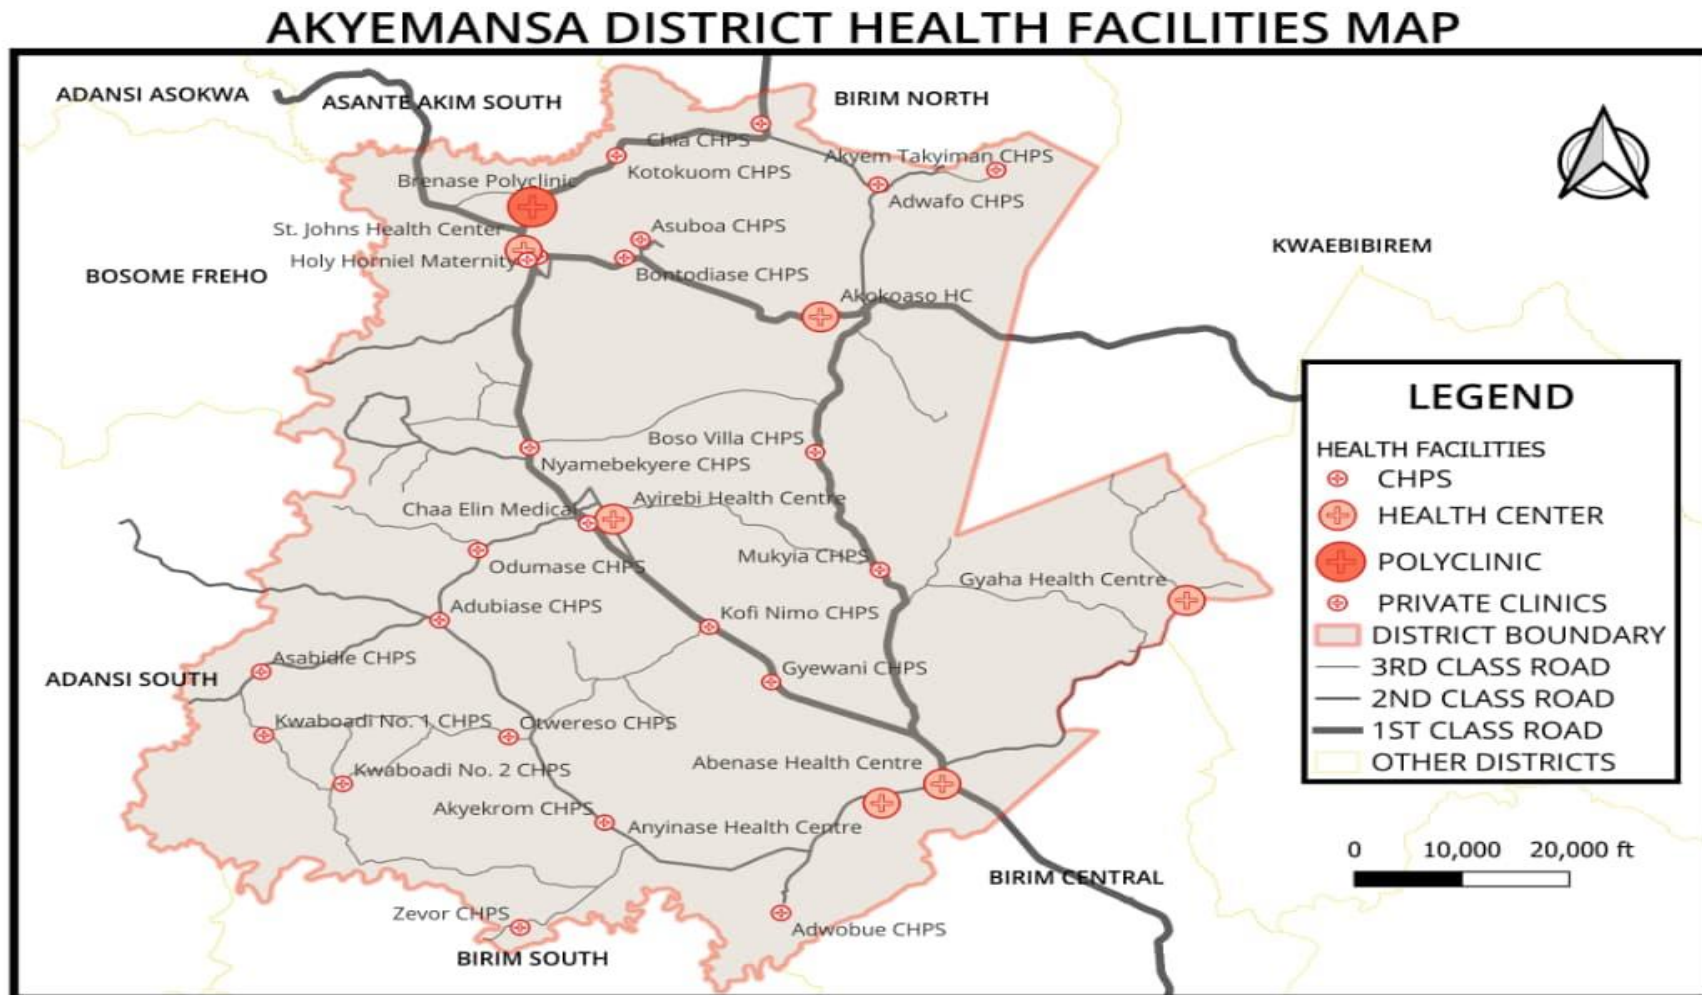 AKYEMANSA DISTRICT HEALTH FACILITIES MAP
ADANSI ASOKWA
ASANTE AKIM SOUTH
BIRIM NORTH
Chia CHPS
Akyem Takyiman CHPS
Kotokuom CHPS
Brenase Polyclinic
Adwafo CHPS
Asuboa CHPS
St. Johns Health Center
KWAEBIBIREM
Holy Horniel Maternity
BOSOME FREHO
Bontodiase CHPS
Akokoaso HC
Boso Villa CHPS
Nyamebekyere CHPS
Ayirebi Health Centre
Chaa Elin Medical
Mukyia CHPS
Odumase CHPS
Gyaha Health Centre
Adubiase CHPS
Kofi Nimo CHPS
Asabidie CHPS
Gyewani CHPS
ADANSI SOUTH
Kwaboadi No. 1 CHPS
Otwereso CHPS
Abenase Health Centre
Kwaboadi No. 2 CHPS
Akyekrom CHPS
Anyinase Health Centre
BIRIM CENTRAL
Zevor CHPS
Adwobue CHPS
BIRIM SOUTH
LEGEND
HEALTH FACILITIES
CHPS
HEALTH CENTER
POLYCLINIC
PRIVATE CLINICS
DISTRICT BOUNDARY
3RD CLASS ROAD
2ND CLASS ROAD
1ST CLASS ROAD
OTHER DISTRICTS
0 10,000 20,000 ft